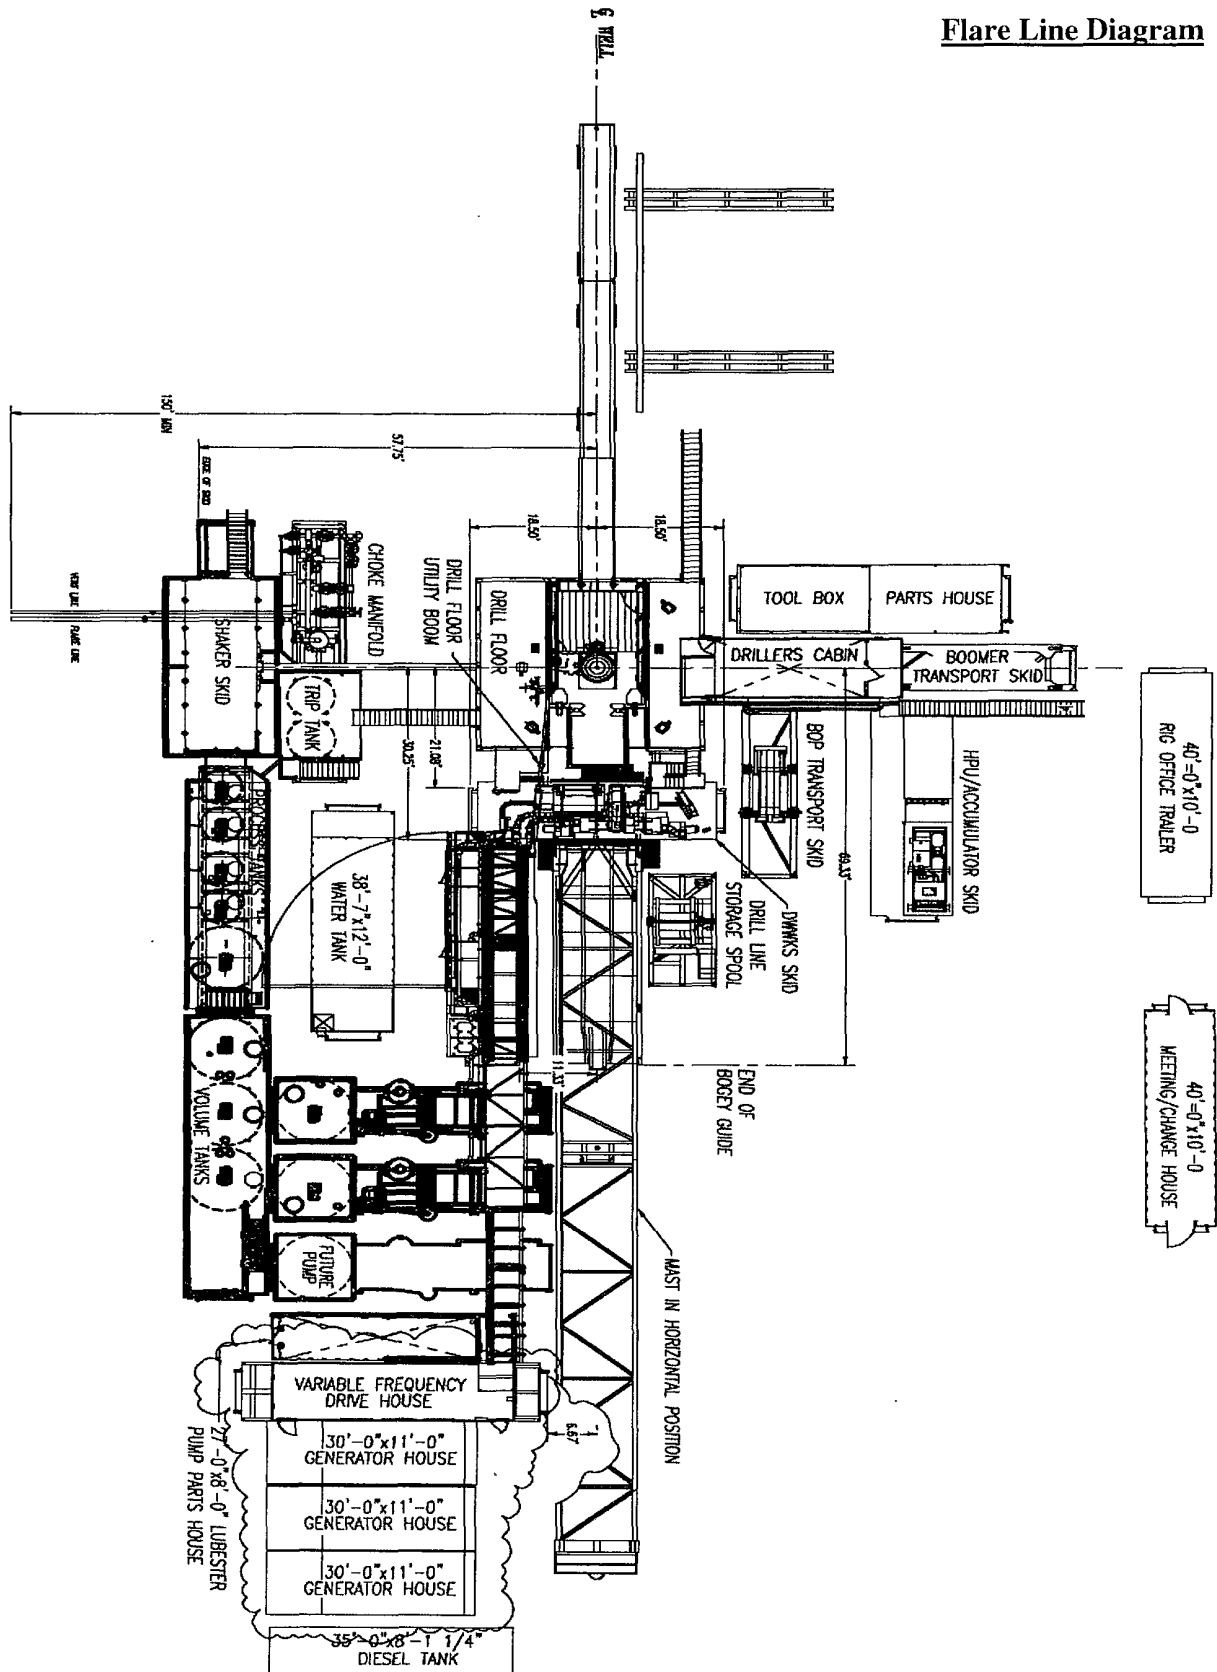 Flare Line Diagram
℄ WELL
150' MIN
57.75'
EDGE OF SKID
18.50'
18.50'
CHOKE MANIFOLD
DRILL FLOOR
UTILITY BOOM
DRILL FLOOR
TOOL BOX
PARTS HOUSE
VENT LINE
FLARE LINE
SHAKER SKID
DRILLERS CABIN
BOOMER
TRANSPORT SKID
TRIP TANK
21.08'
30.25'
BOP TRANSPORT SKID
HPU/ACCUMULATOR SKID
40'=0"x10'-0
RIG OFFICE TRAILER
PROCESS TANKS
38'-7"x12'-0"
WATER TANK
69.33'
DWWKS SKID
DRILL LINE
STORAGE SPOOL
11.33'
END OF
BOGEY GUIDE
40'=0"x10'-0
MEETING/CHANGE HOUSE
VOLUME TANKS
FUTURE
PUMP
MAST IN HORIZONTAL POSITION
VARIABLE FREQUENCY
DRIVE HOUSE
6.67'
27'-0"x8'-0" LUBESTER
PUMP PARTS HOUSE
30'-0"x11'-0"
GENERATOR HOUSE
30'-0"x11'-0"
GENERATOR HOUSE
30'-0"x11'-0"
GENERATOR HOUSE
35'-0"x8'-1 1/4"
DIESEL TANK